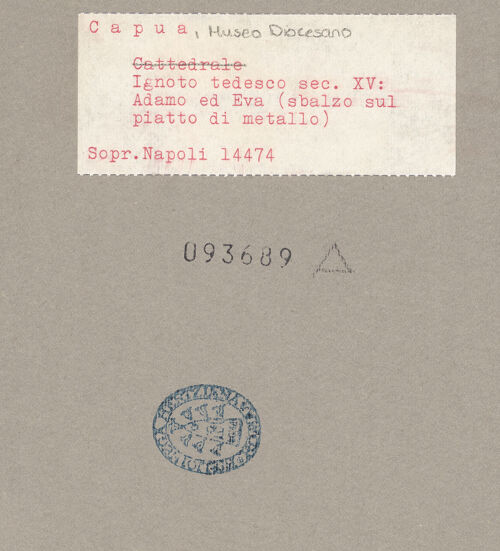 Capua, Museo Diocesano
Cattedrale
Ignoto tedesco sec. XV:
Adamo ed Eva (sbalzo sul
piatto di metallo)
Sopr.Napoli 14474
093689